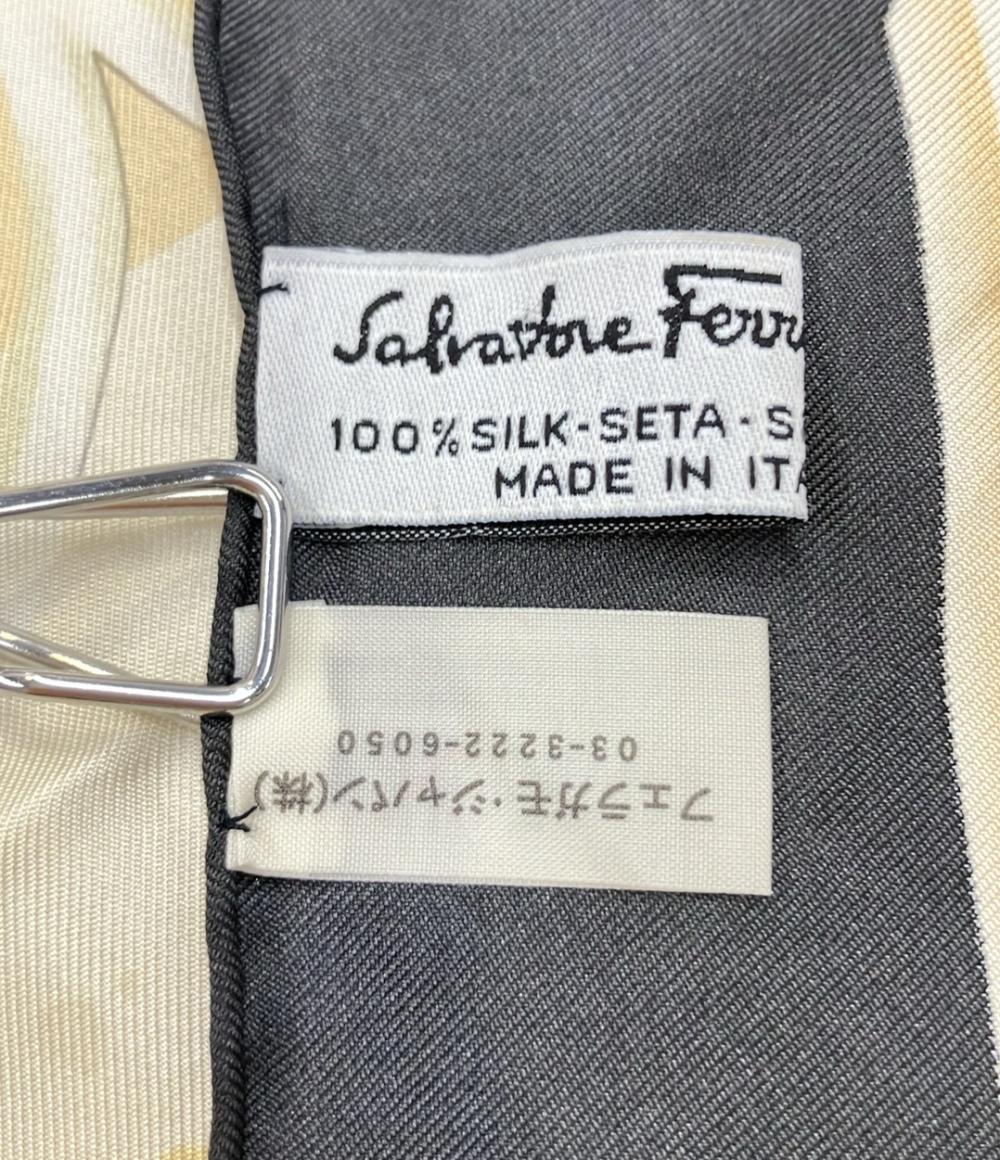 Salvatore Ferr
100% SILK-SETA · S
MADE IN ITA
フェラガモ・ジャパン(株)
03-3222-6050